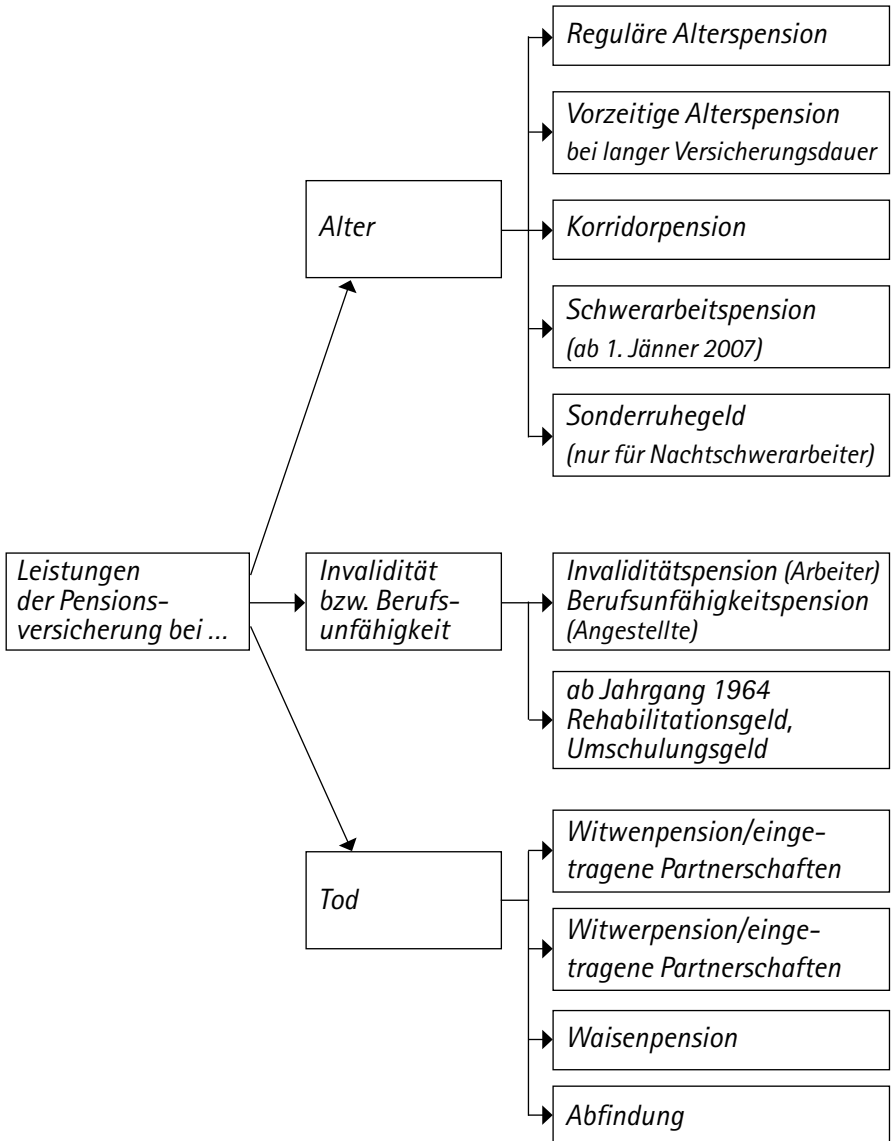 Reguläre Alterspension
Vorzeitige Alterspension
bei langer Versicherungsdauer
Alter
Korridorpension
Schwerarbeitspension
(ab 1. Jänner 2007)
Sonderruhegeld
(nur für Nachtschwerarbeiter)
Leistungen
der Pensions-
versicherung bei ...
Invalidität
bzw. Berufs-
unfähigkeit
Invaliditätspension (Arbeiter)
Berufsunfähigkeitspension
(Angestellte)
ab Jahrgang 1964
Rehabilitationsgeld,
Umschulungsgeld
Tod
Witwenpension/einge-
tragene Partnerschaften
Witwerpension/einge-
tragene Partnerschaften
Waisenpension
Abfindung